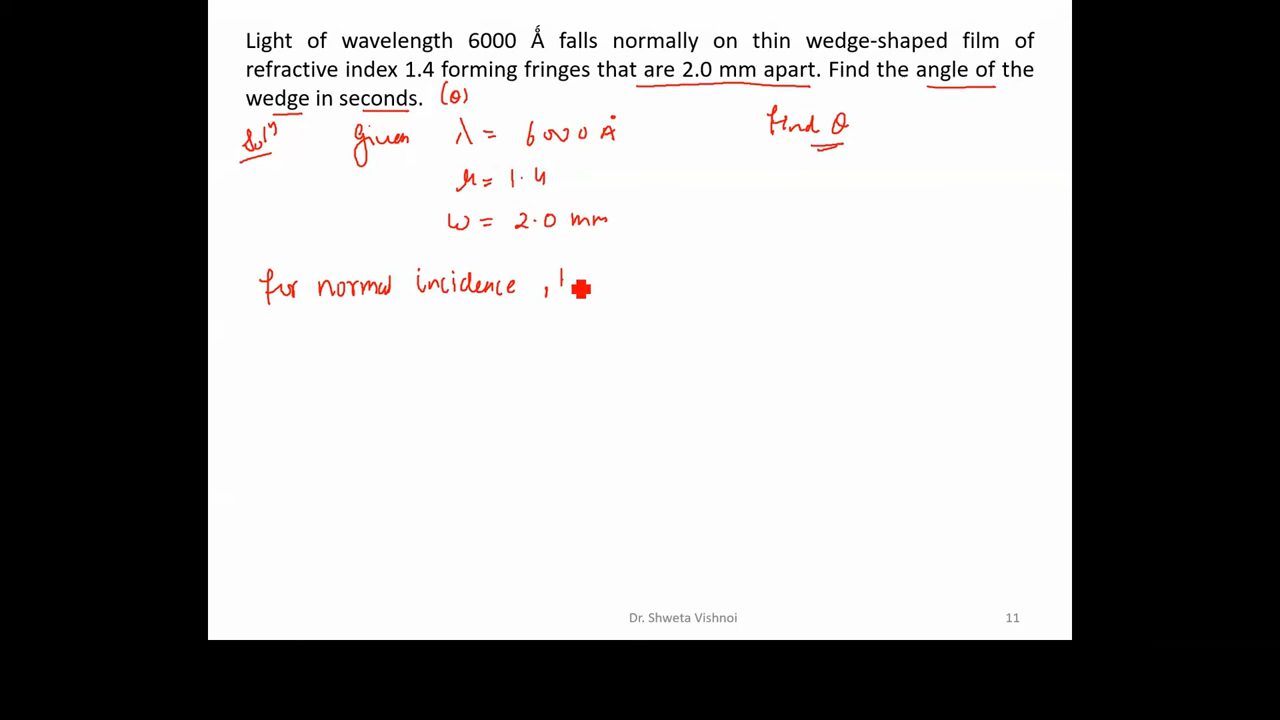 Light of wavelength 6000 Ǻ falls normally on thin wedge-shaped film of
refractive index 1.4 forming fringes that are 2.0 mm apart. Find the angle of the
wedge in seconds. (θ)
Solⁿ Given λ = 6000 Å Find θ
μ = 1.4
ω = 2.0 mm
for normal incidence ,
Dr. Shweta Vishnoi 11